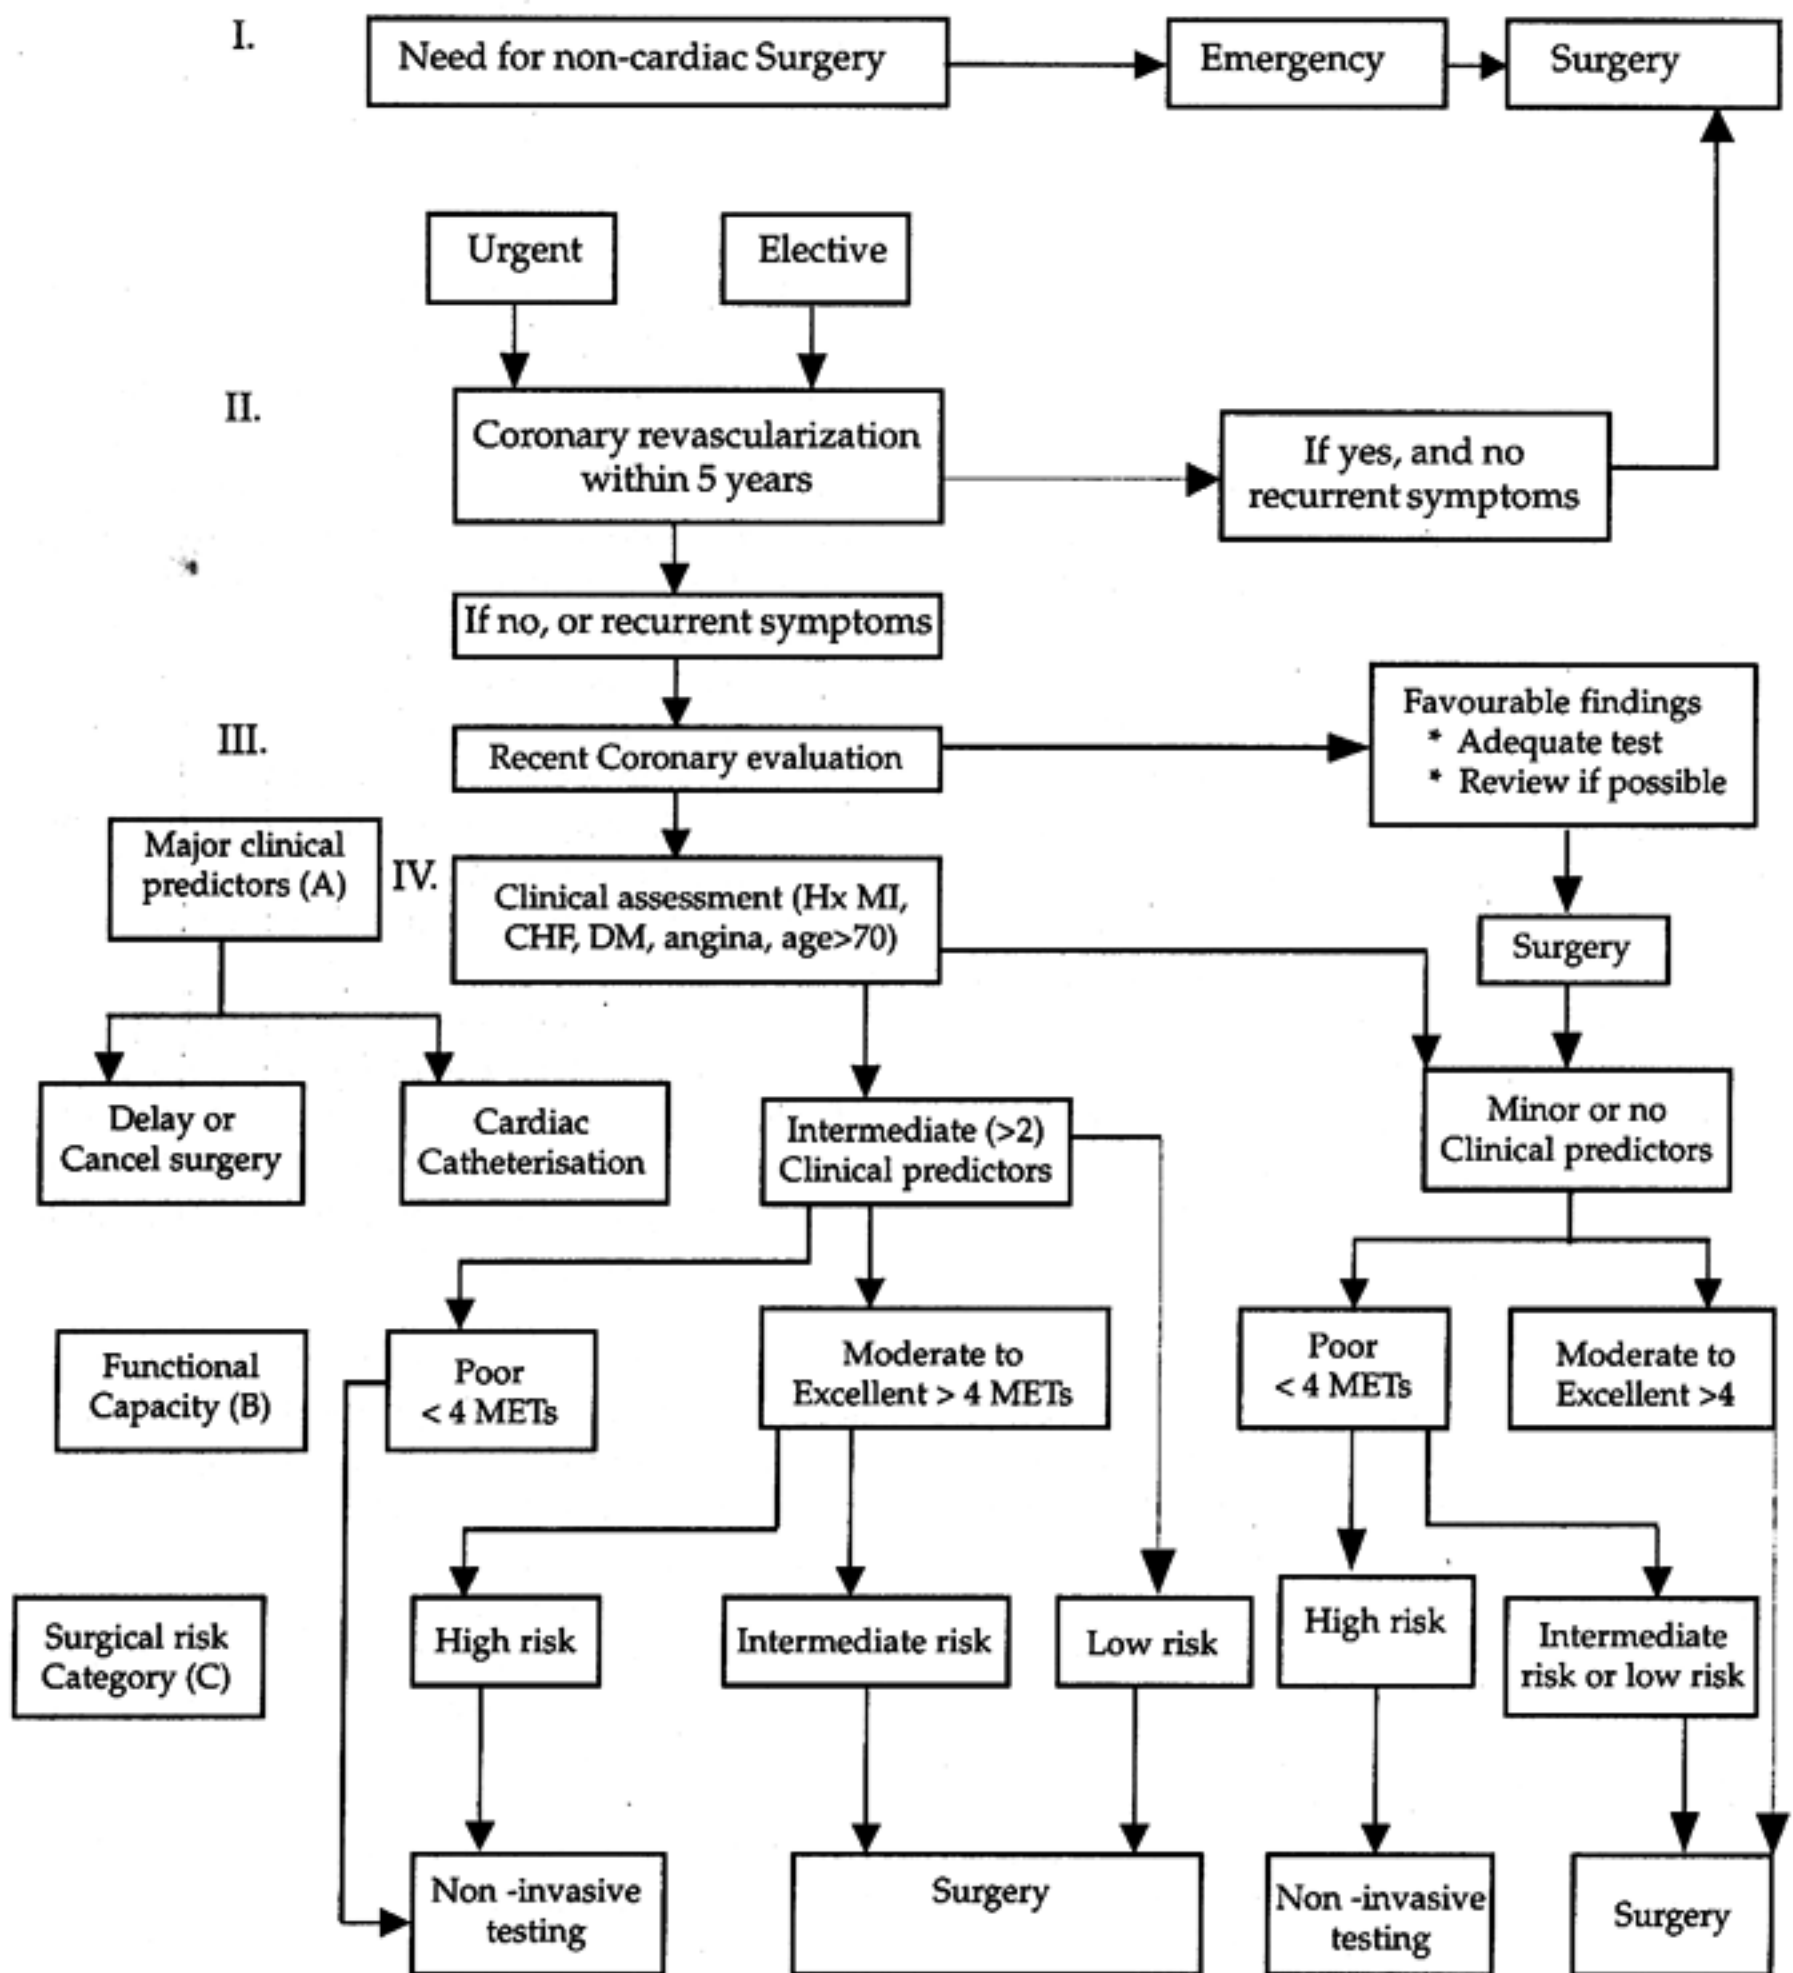 I.
Need for non-cardiac Surgery
Emergency
Surgery
Urgent
Elective
II.
Coronary revascularization
within 5 years
If yes, and no
recurrent symptoms
If no, or recurrent symptoms
III.
Recent Coronary evaluation
Favourable findings
* Adequate test
* Review if possible
Major clinical
predictors (A)
IV.
Clinical assessment (Hx MI,
CHF, DM, angina, age>70)
Surgery
Delay or
Cancel surgery
Cardiac
Catheterisation
Intermediate (>2)
Clinical predictors
Minor or no
Clinical predictors
Functional
Capacity (B)
Poor
< 4 METs
Moderate to
Excellent > 4 METs
Poor
< 4 METs
Moderate to
Excellent >4
Surgical risk
Category (C)
High risk
Intermediate risk
Low risk
High risk
Intermediate
risk or low risk
Non -invasive
testing
Surgery
Non -invasive
testing
Surgery